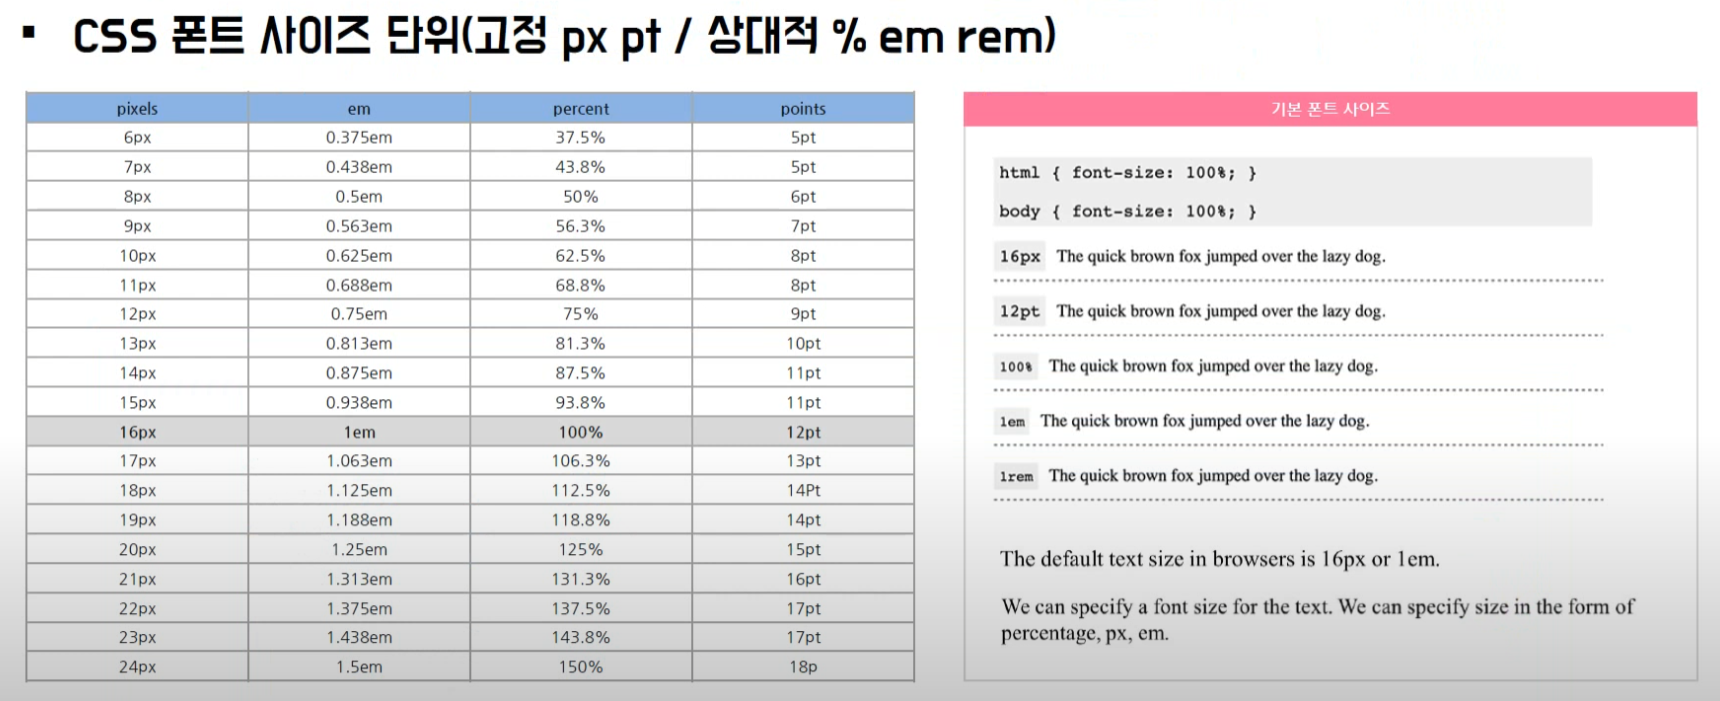 ▪ CSS 폰트 사이즈 단위(고정 px pt / 상대적 % em rem)
pixels em percent points
6px 0.375em 37.5% 5pt
7px 0.438em 43.8% 5pt
8px 0.5em 50% 6pt
9px 0.563em 56.3% 7pt
10px 0.625em 62.5% 8pt
11px 0.688em 68.8% 8pt
12px 0.75em 75% 9pt
13px 0.813em 81.3% 10pt
14px 0.875em 87.5% 11pt
15px 0.938em 93.8% 11pt
16px 1em 100% 12pt
17px 1.063em 106.3% 13pt
18px 1.125em 112.5% 14Pt
19px 1.188em 118.8% 14pt
20px 1.25em 125% 15pt
21px 1.313em 131.3% 16pt
22px 1.375em 137.5% 17pt
23px 1.438em 143.8% 17pt
24px 1.5em 150% 18p
기본 폰트 사이즈
html { font-size: 100%; }
body { font-size: 100%; }
16px The quick brown fox jumped over the lazy dog.
12pt The quick brown fox jumped over the lazy dog.
100% The quick brown fox jumped over the lazy dog.
1em The quick brown fox jumped over the lazy dog.
1rem The quick brown fox jumped over the lazy dog.
The default text size in browsers is 16px or 1em.
We can specify a font size for the text. We can specify size in the form of
percentage, px, em.